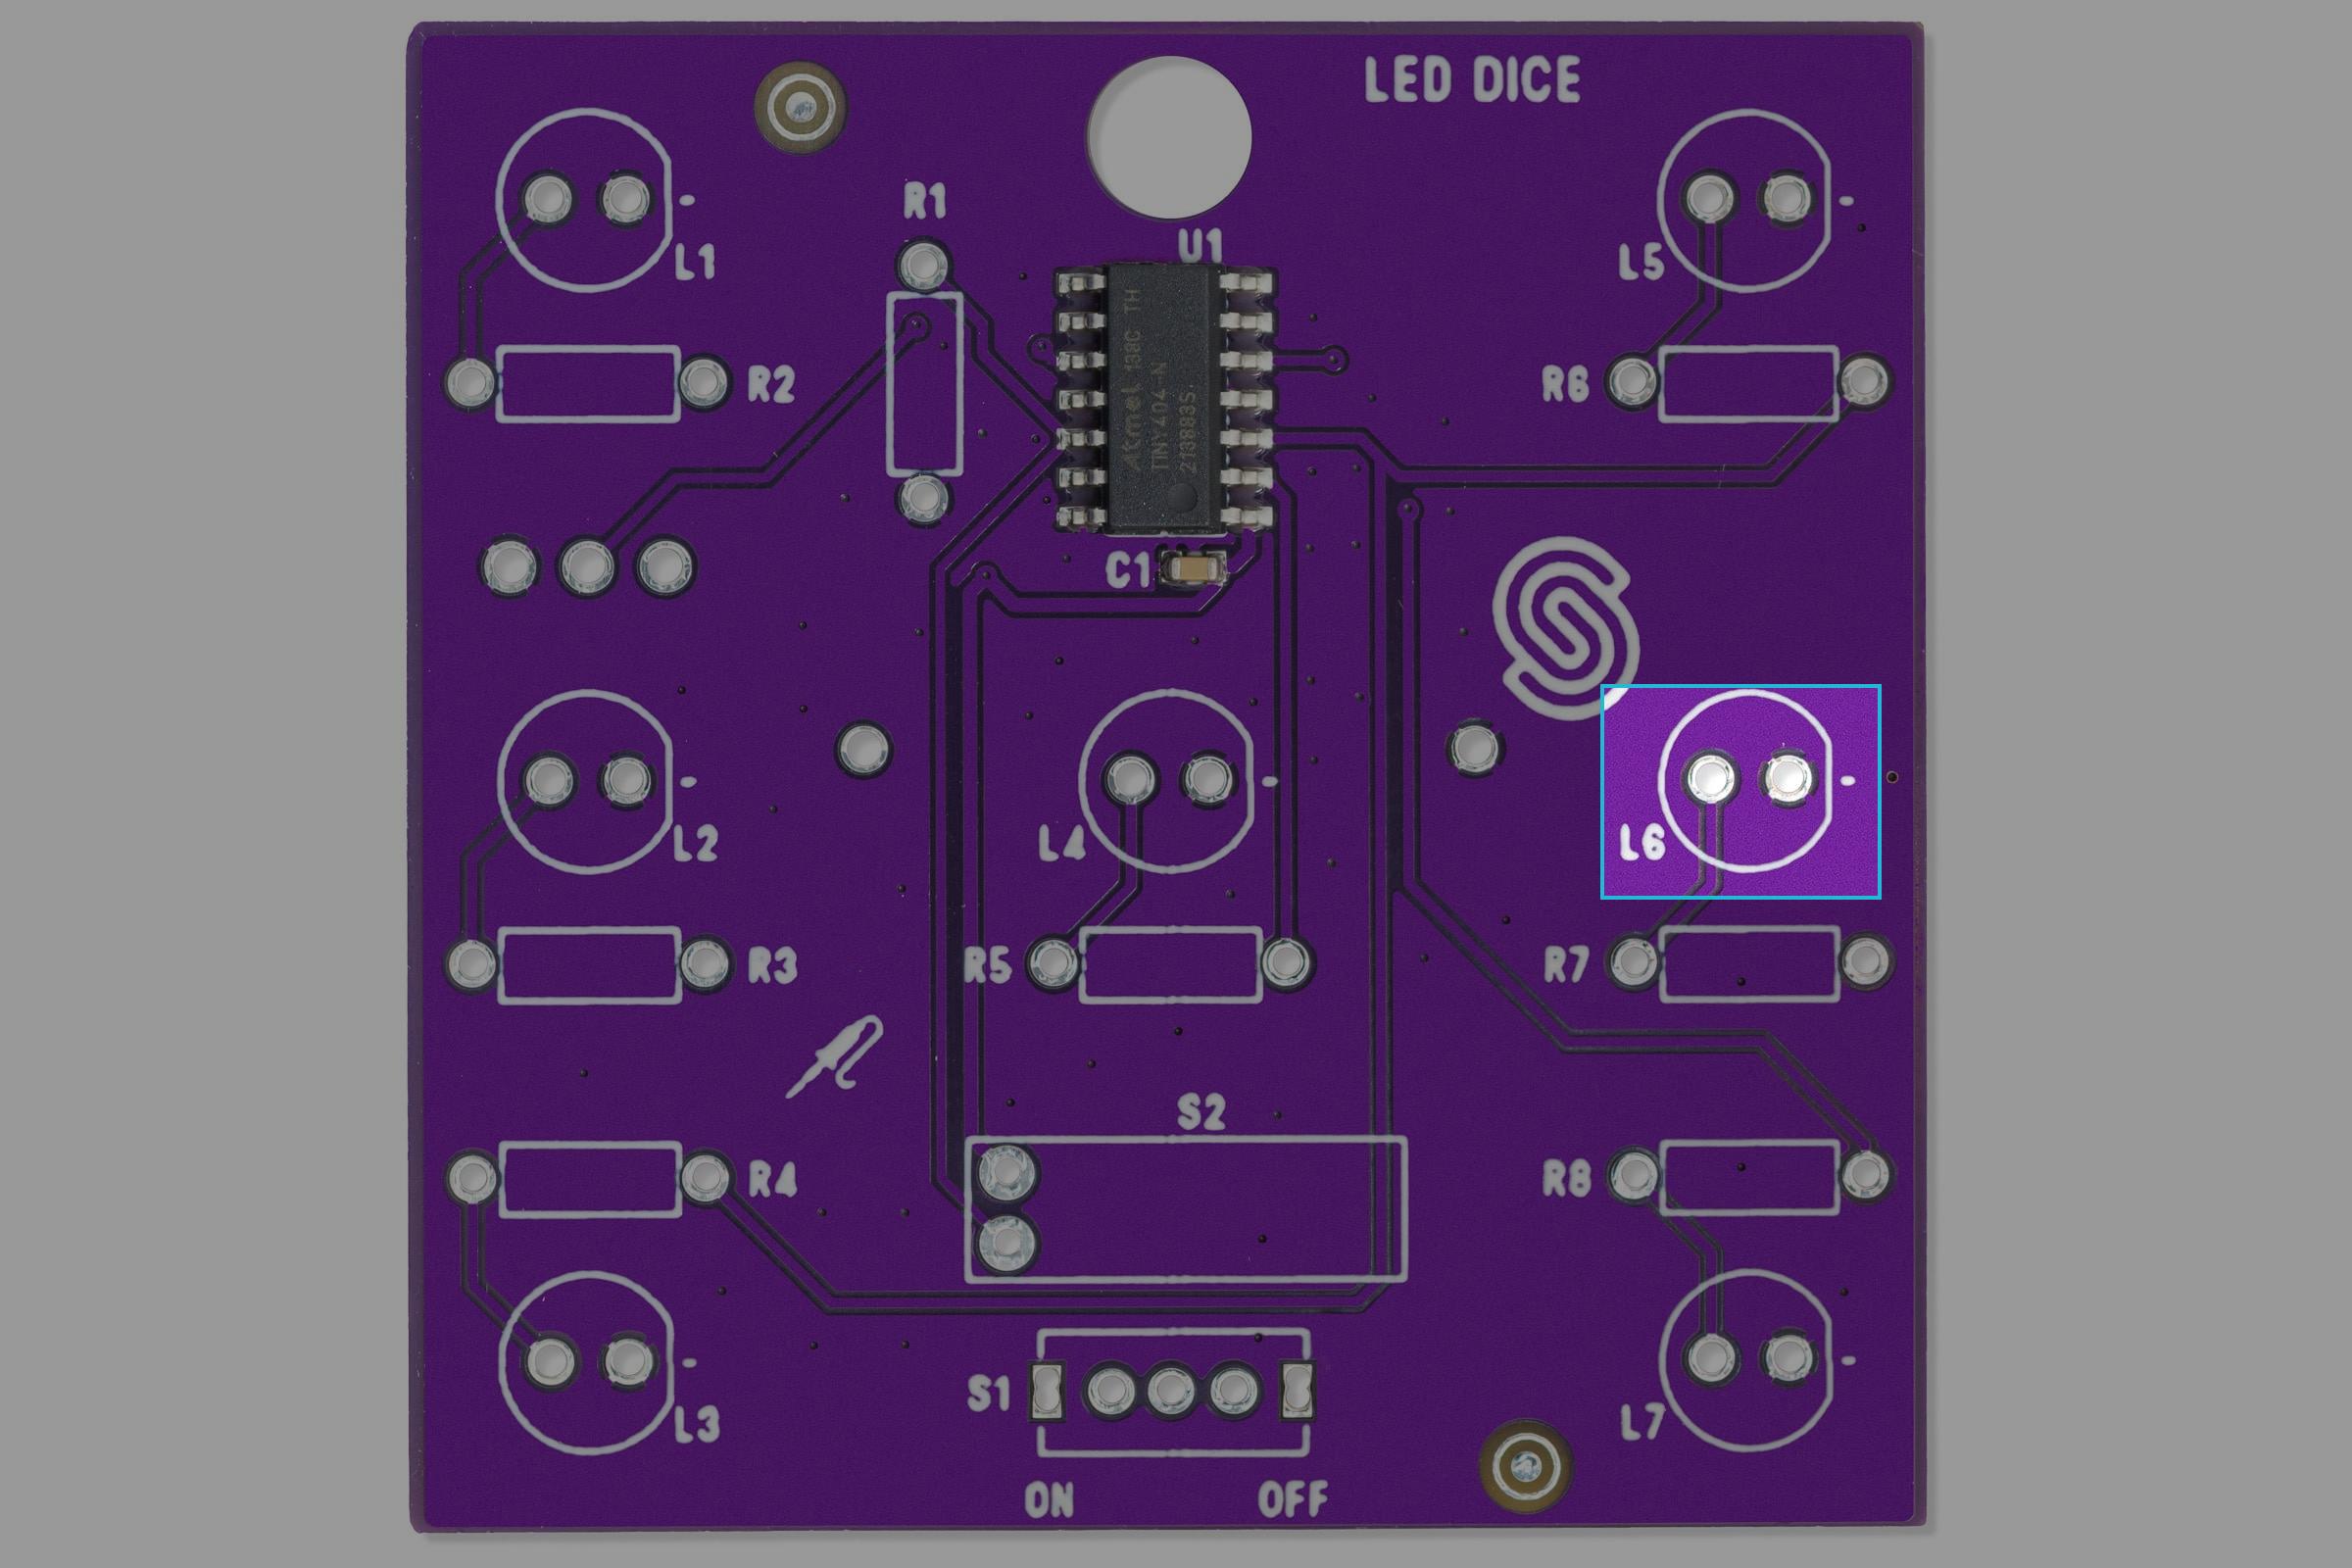 LED DICE
R1
U1
L1
L5
R2
R6
Atmel 138C TH
TINY404-N
213883S
C1
L2
L4
L6
R3
R5
R7
S2
R4
R8
S1
L3
L7
ON OFF